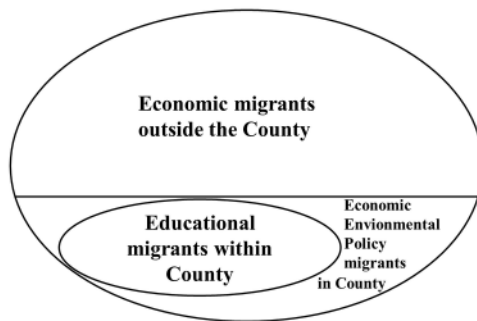 Economic migrants
outside the County
Educational
migrants within
County
Economic
Envionmental
Policy
migrants
in County